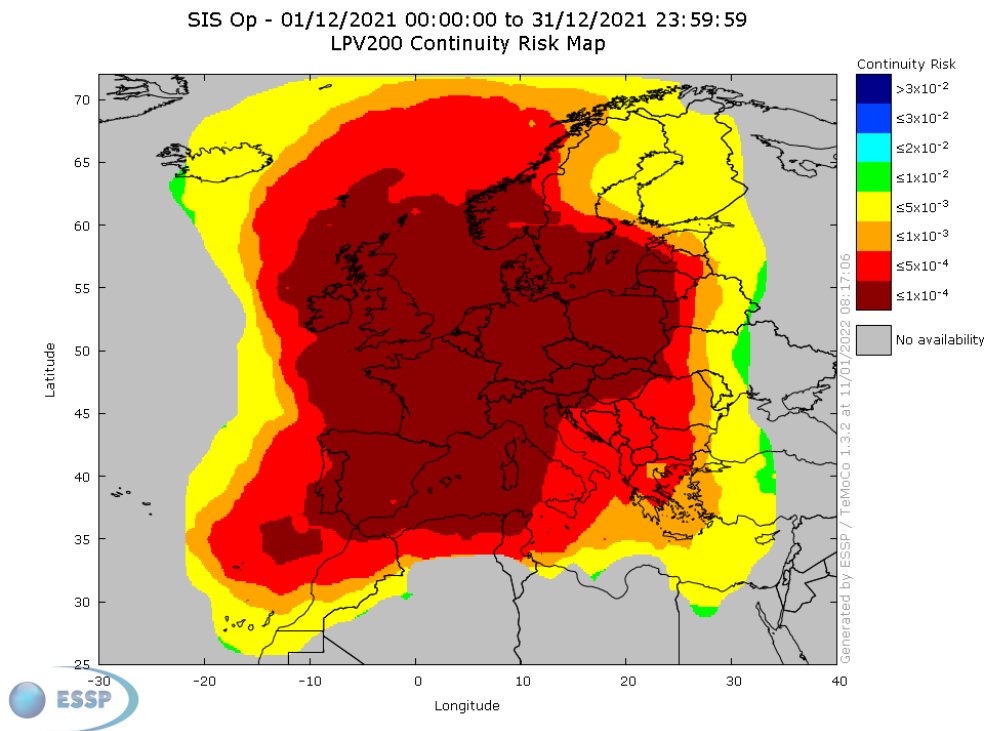 SIS Op - 01/12/2021 00:00:00 to 31/12/2021 23:59:59
LPV200 Continuity Risk Map
Continuity Risk
>3x10⁻²
≤3x10⁻²
≤2x10⁻²
≤1x10⁻²
≤5x10⁻³
≤1x10⁻³
≤5x10⁻⁴
≤1x10⁻⁴
No availability
Latitude
70
65
60
55
50
45
40
35
30
25
-30
-20
-10
0
10
20
30
40
Longitude
Generated by ESSP / TeMoCo 1.3.2 at 11/01/2022 08:17:06
ESSP